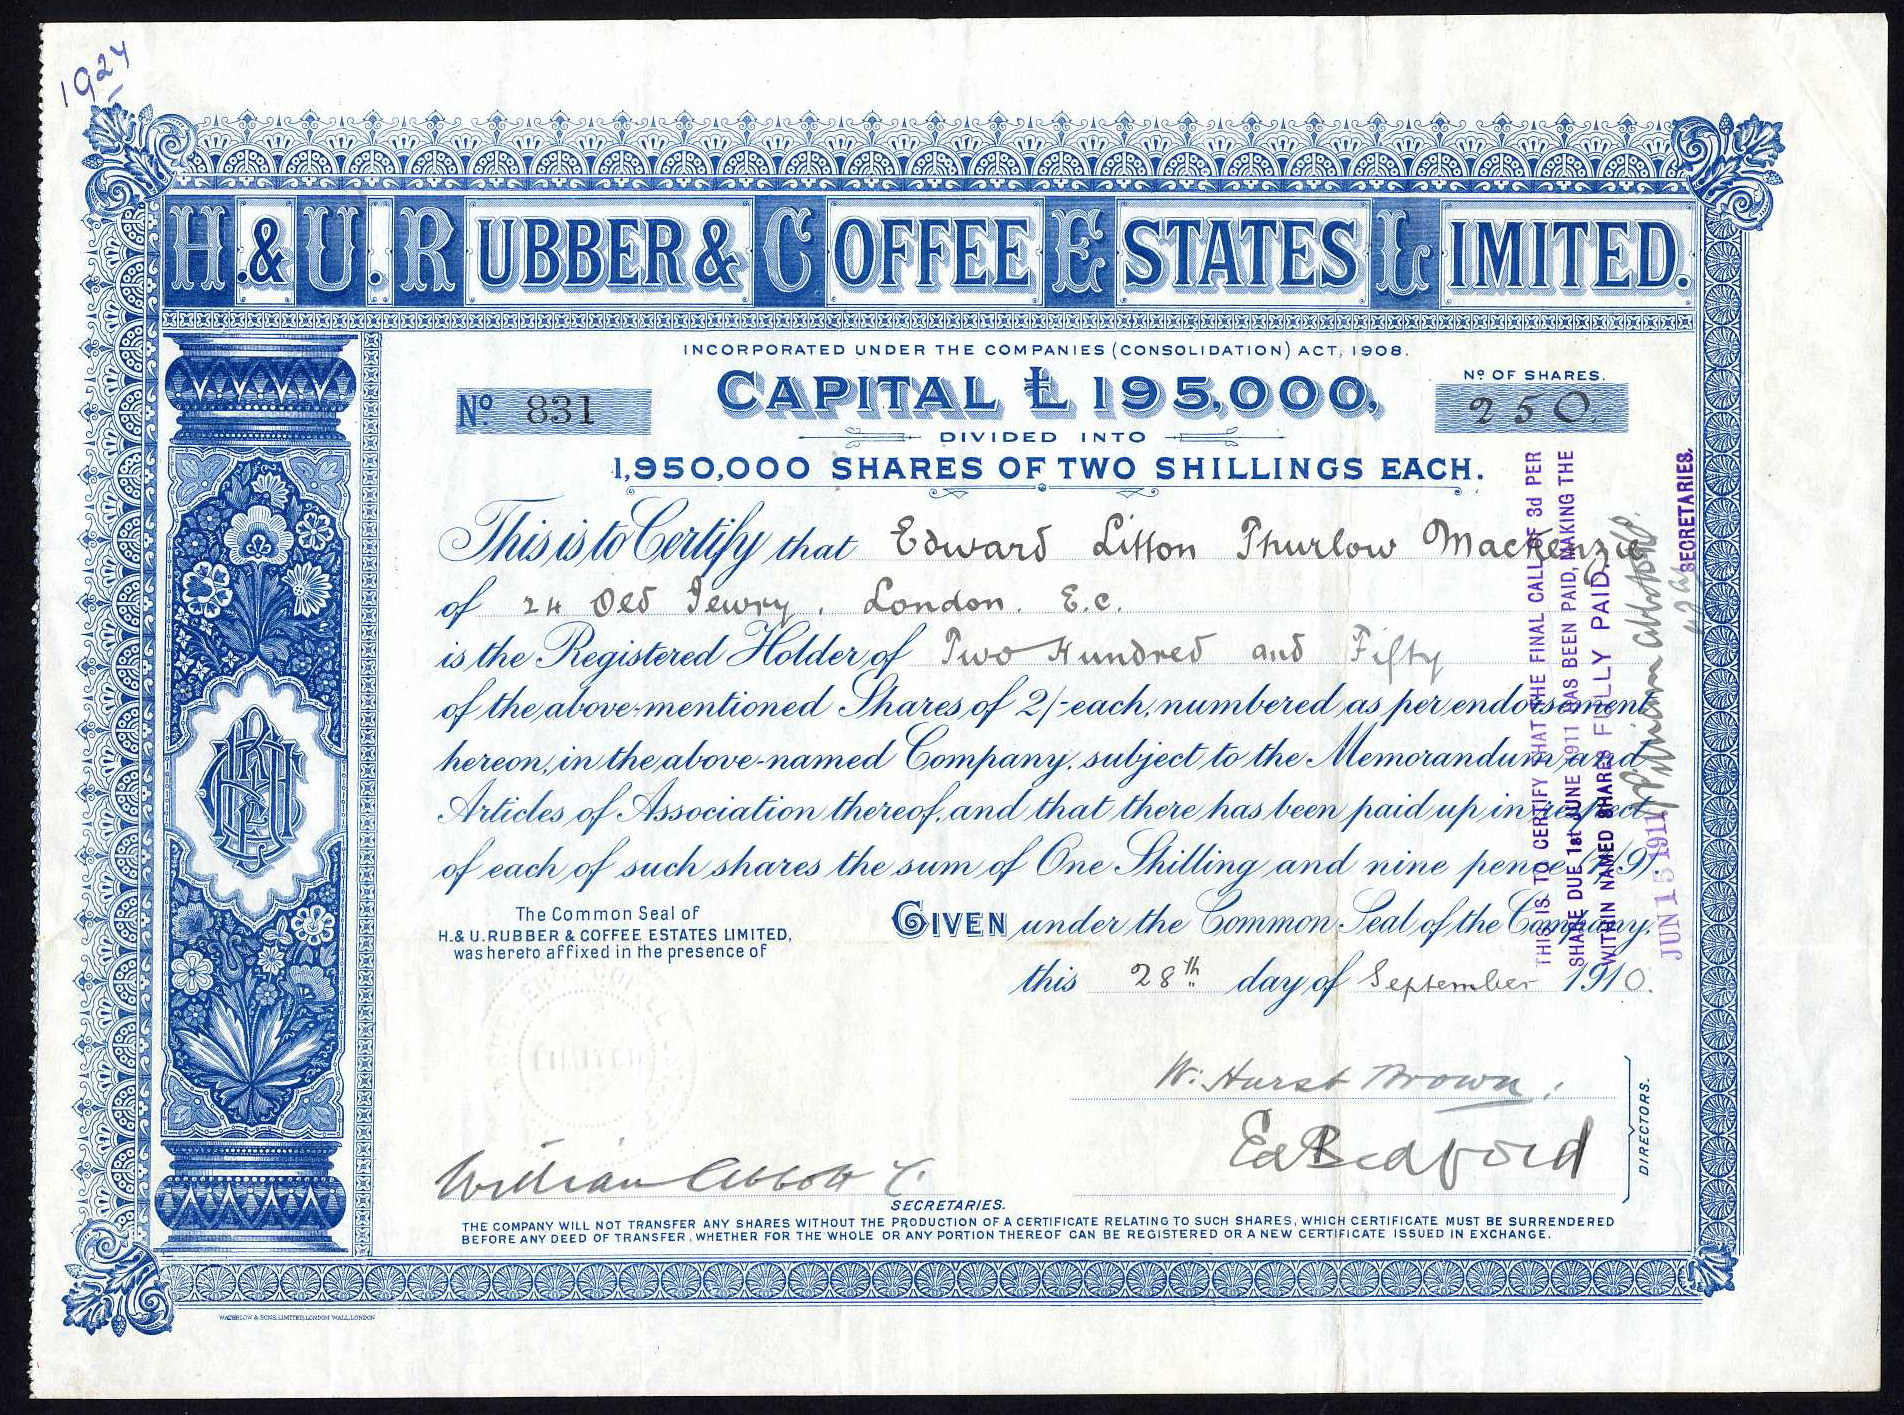 1924
H. & U. RUBBER & COFFEE ESTATES LIMITED.
INCORPORATED UNDER THE COMPANIES (CONSOLIDATION) ACT, 1908.
Nº 831
CAPITAL £195,000,
Nº OF SHARES.
250
DIVIDED INTO
1,950,000 SHARES OF TWO SHILLINGS EACH.
This is to Certify that Edward Litton Thurlow Mackenzie
of 24 Old Jewry, London. E.C.
is the Registered Holder of Two Hundred and Fifty
of the above-mentioned Shares of 2/- each, numbered as per endorsement
hereon, in the above-named Company, subject to the Memorandum and
Articles of Association thereof, and that there has been paid up in respect
of each of such shares the sum of One Shilling and nine pence (1/9).
The Common Seal of
H. & U. RUBBER & COFFEE ESTATES LIMITED,
was hereto affixed in the presence of
GIVEN under the Common Seal of the Company,
this 28th day of September 1910.
W. Hurst Brown
Ed Bedford
DIRECTORS.
William Abbott
SECRETARIES.
THE COMPANY WILL NOT TRANSFER ANY SHARES WITHOUT THE PRODUCTION OF A CERTIFICATE RELATING TO SUCH SHARES, WHICH CERTIFICATE MUST BE SURRENDERED
BEFORE ANY DEED OF TRANSFER, WHETHER FOR THE WHOLE OR ANY PORTION THEREOF CAN BE REGISTERED OR A NEW CERTIFICATE ISSUED IN EXCHANGE.
WATERLOW & SONS LIMITED, LONDON WALL, LONDON
THIS IS TO CERTIFY THAT THE FINAL CALL OF 3d PER
SHARE DUE 1st JUNE 1911 HAS BEEN PAID, MAKING THE
WITHIN NAMED SHARES FULLY PAID.
JUN 15 1911
William Abbott
SECRETARIES.